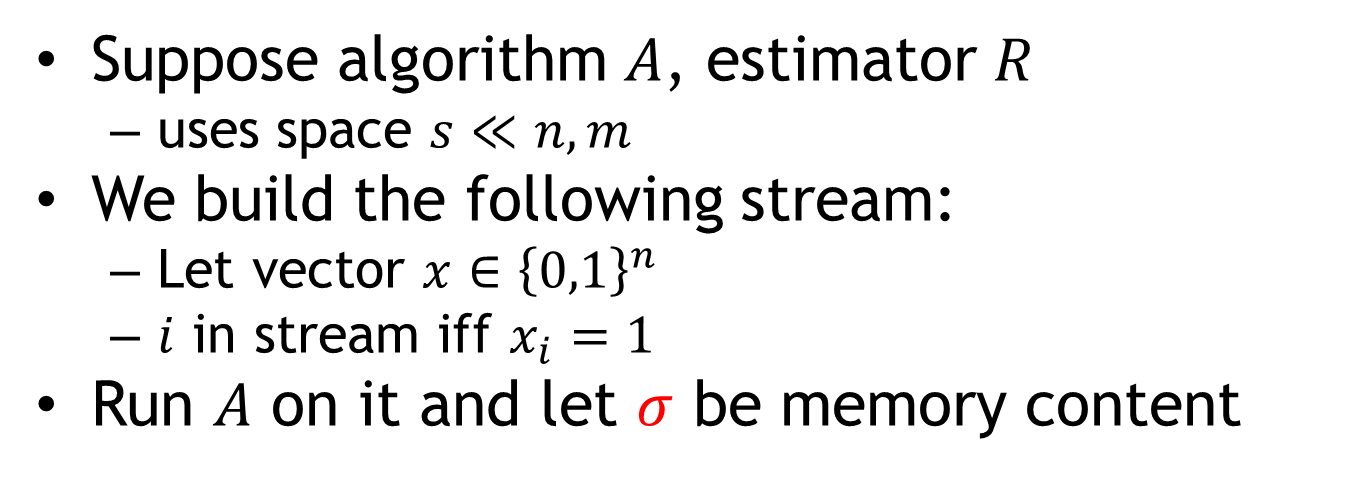 • Suppose algorithm A, estimator R
– uses space s ≪ n, m
• We build the following stream:
– Let vector x ∈ {0,1}ⁿ
– i in stream iff xᵢ = 1
• Run A on it and let σ be memory content